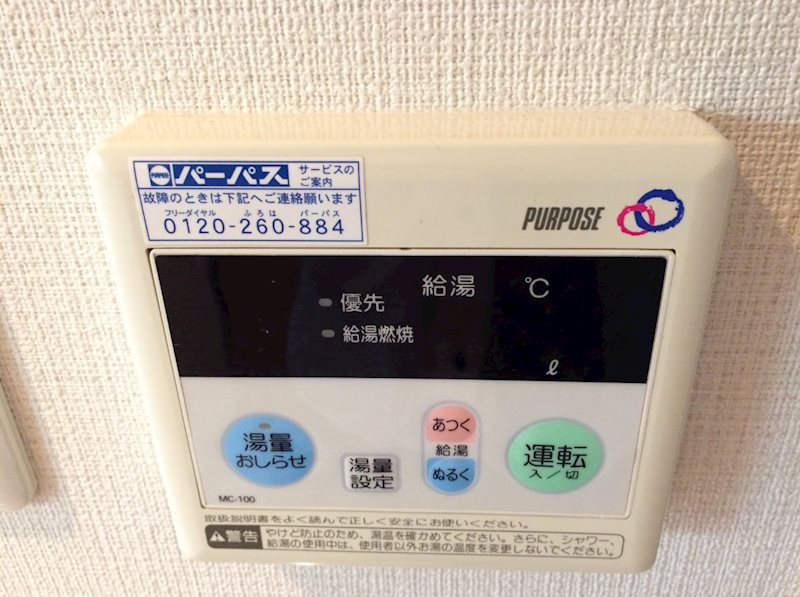 PURPOSE パーパス サービスの
ご案内
故障のときは下記へご連絡願います
フリーダイヤル ふろは パーパス
0120-260-884
PURPOSE
給湯 ℃
優先
給湯燃焼
ℓ
湯量
おしらせ
湯量
設定
あつく
給湯
ぬるく
運転
入／切
MC-100
取扱説明書をよく読んで正しく安全にお使いください。
警告 やけど防止のため、湯温を確かめてください。さらに、シャワー、
給湯の使用中は、使用者以外お湯の温度を変更しないでください。